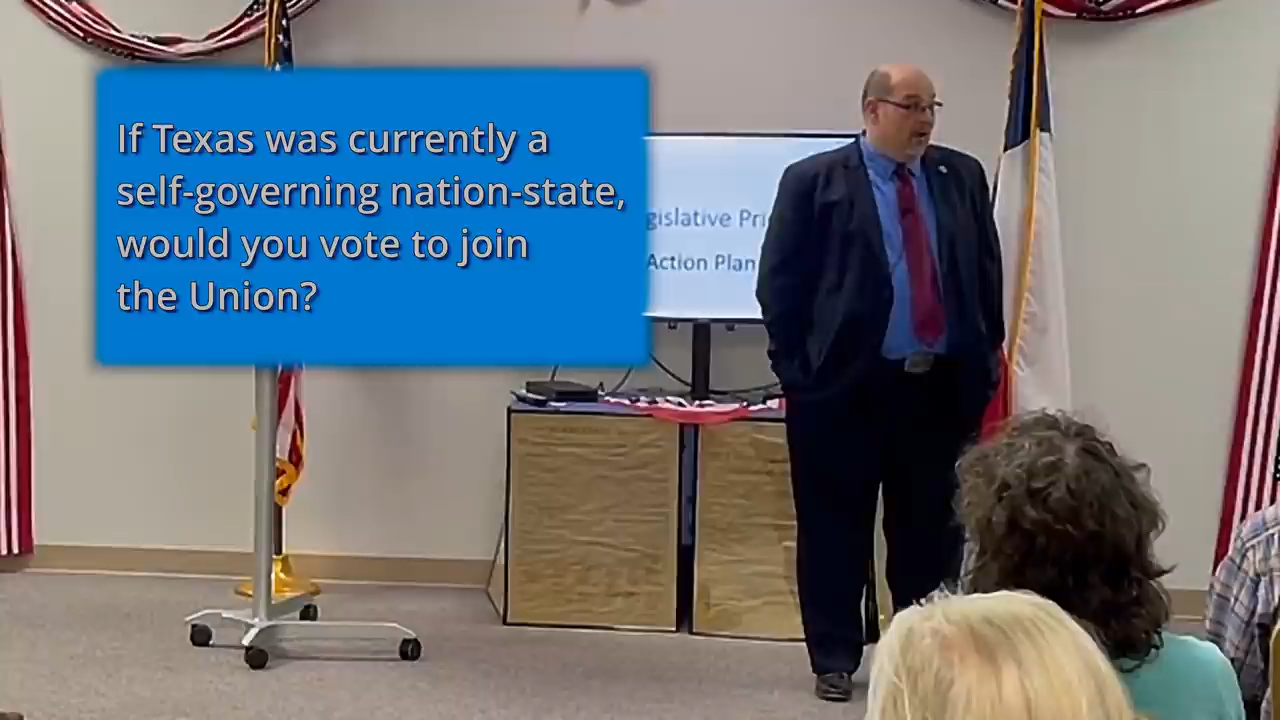 If Texas was currently a
self-governing nation-state,
would you vote to join
the Union?
Action Plan